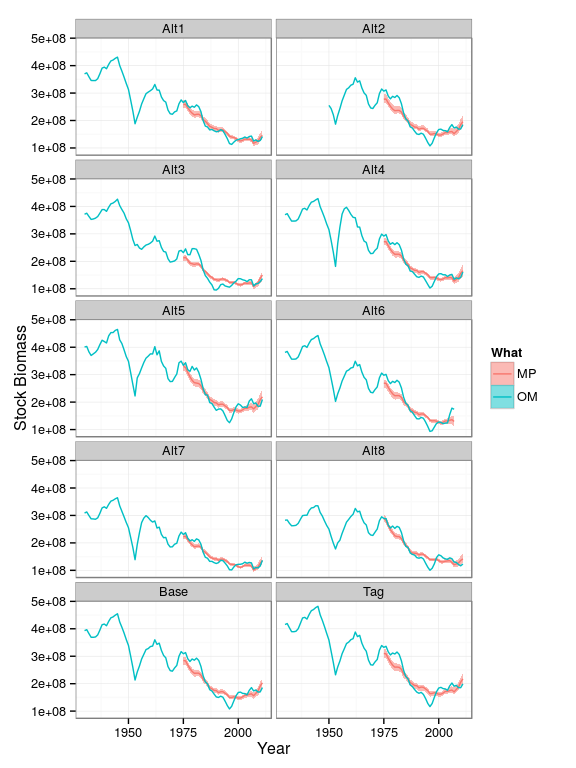 Alt1 Alt2
5e+08
4e+08
3e+08
2e+08
1e+08
Alt3 Alt4
5e+08
4e+08
3e+08
2e+08
1e+08
Alt5 Alt6
5e+08
4e+08
3e+08
2e+08
1e+08
Alt7 Alt8
5e+08
4e+08
3e+08
2e+08
1e+08
Base Tag
5e+08
4e+08
3e+08
2e+08
1e+08
1950 1975 2000 1950 1975 2000
Year
Stock Biomass
What
MP
OM